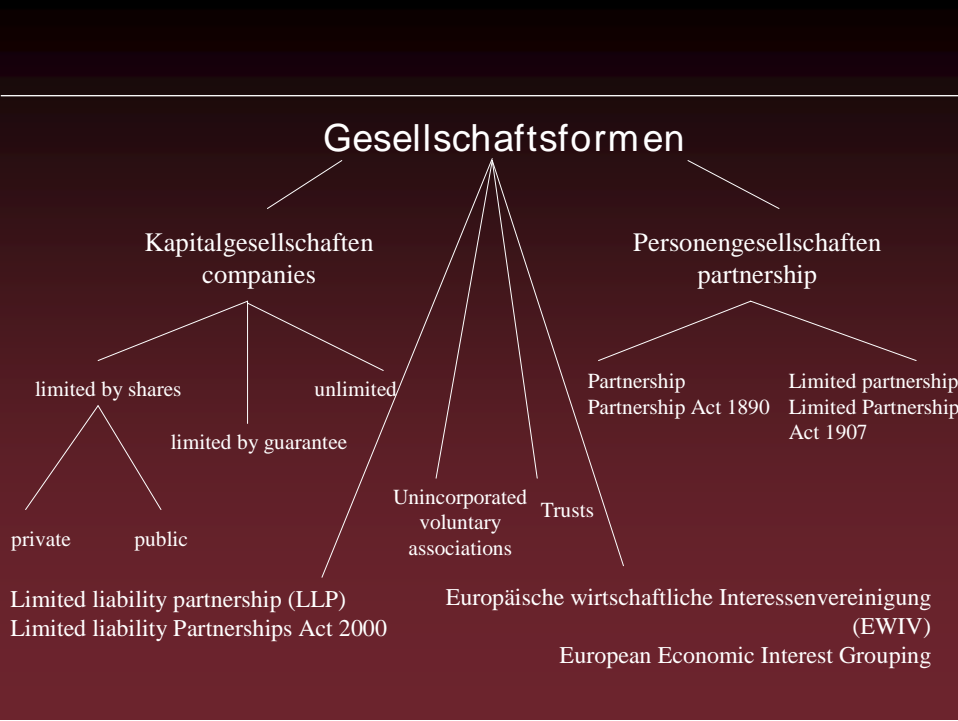 Gesellschaftsformen
Kapitalgesellschaften
companies
Personengesellschaften
partnership
limited by shares
unlimited
limited by guarantee
private
public
Partnership
Partnership Act 1890
Limited partnership
Limited Partnership
Act 1907
Unincorporated
voluntary
associations
Trusts
Limited liability partnership (LLP)
Limited liability Partnerships Act 2000
Europäische wirtschaftliche Interessenvereinigung
(EWIV)
European Economic Interest Grouping